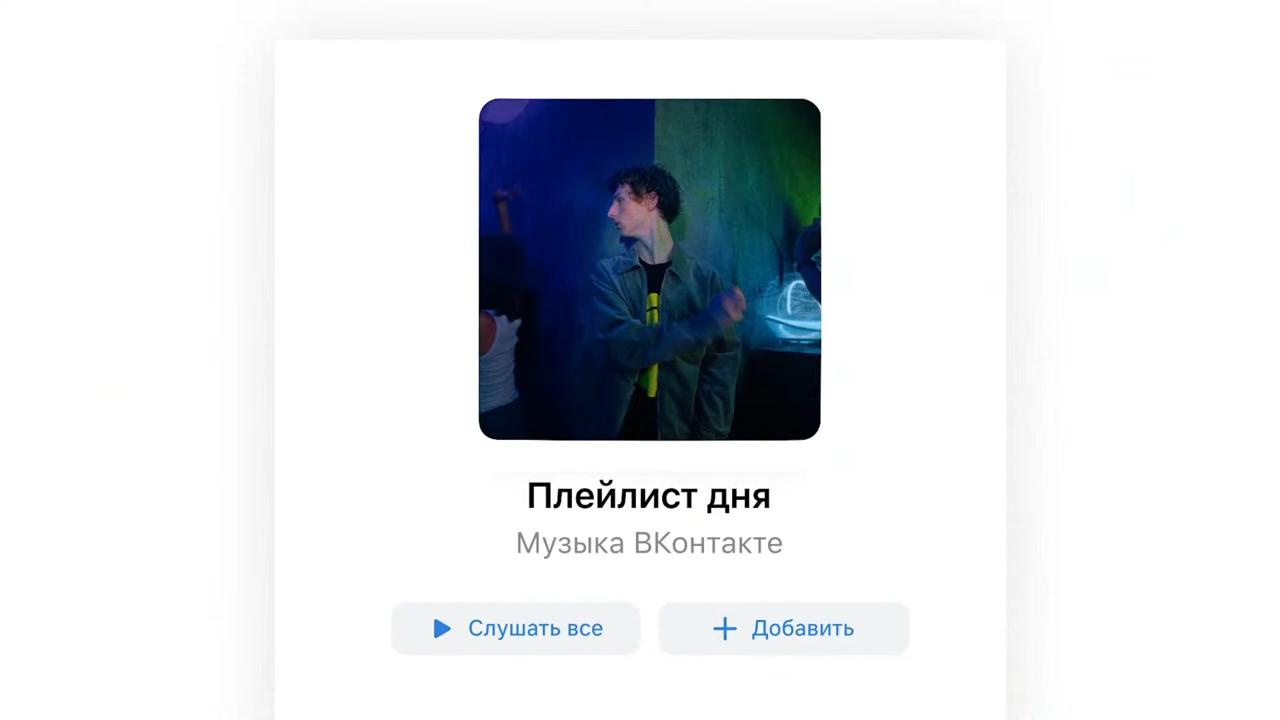 Плейлист дня
Музыка ВКонтакте
Слушать все
Добавить